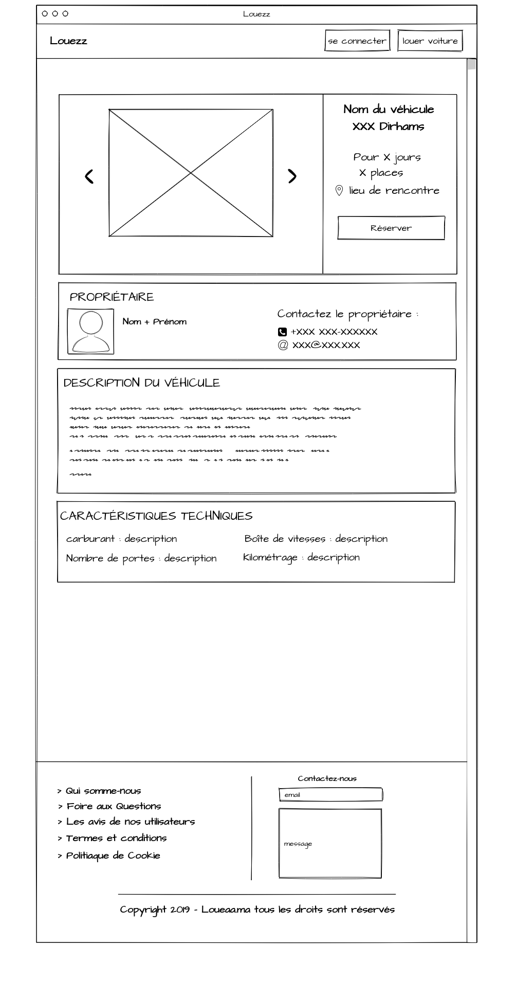 Louezz
Louezz
se connecter
louer voiture
Nom du véhicule
XXX Dirhams
Pour X jours
X places
lieu de rencontre
Réserver
PROPRIÉTAIRE
Nom + Prénom
Contactez le propriétaire :
+XXX XXX-XXXXXX
XXX@XXX.XXX
DESCRIPTION DU VÉHICULE
CARACTÉRISTIQUES TECHNIQUES
carburant : description
Boîte de vitesses : description
Nombre de portes : description
Kilométrage : description
> Qui somme-nous
> Foire aux Questions
> Les avis de nos utilisateurs
> Termes et conditions
> Politiaque de Cookie
Contactez-nous
email
message
Copyright 2019 - Loueaa.ma tous les droits sont réservés